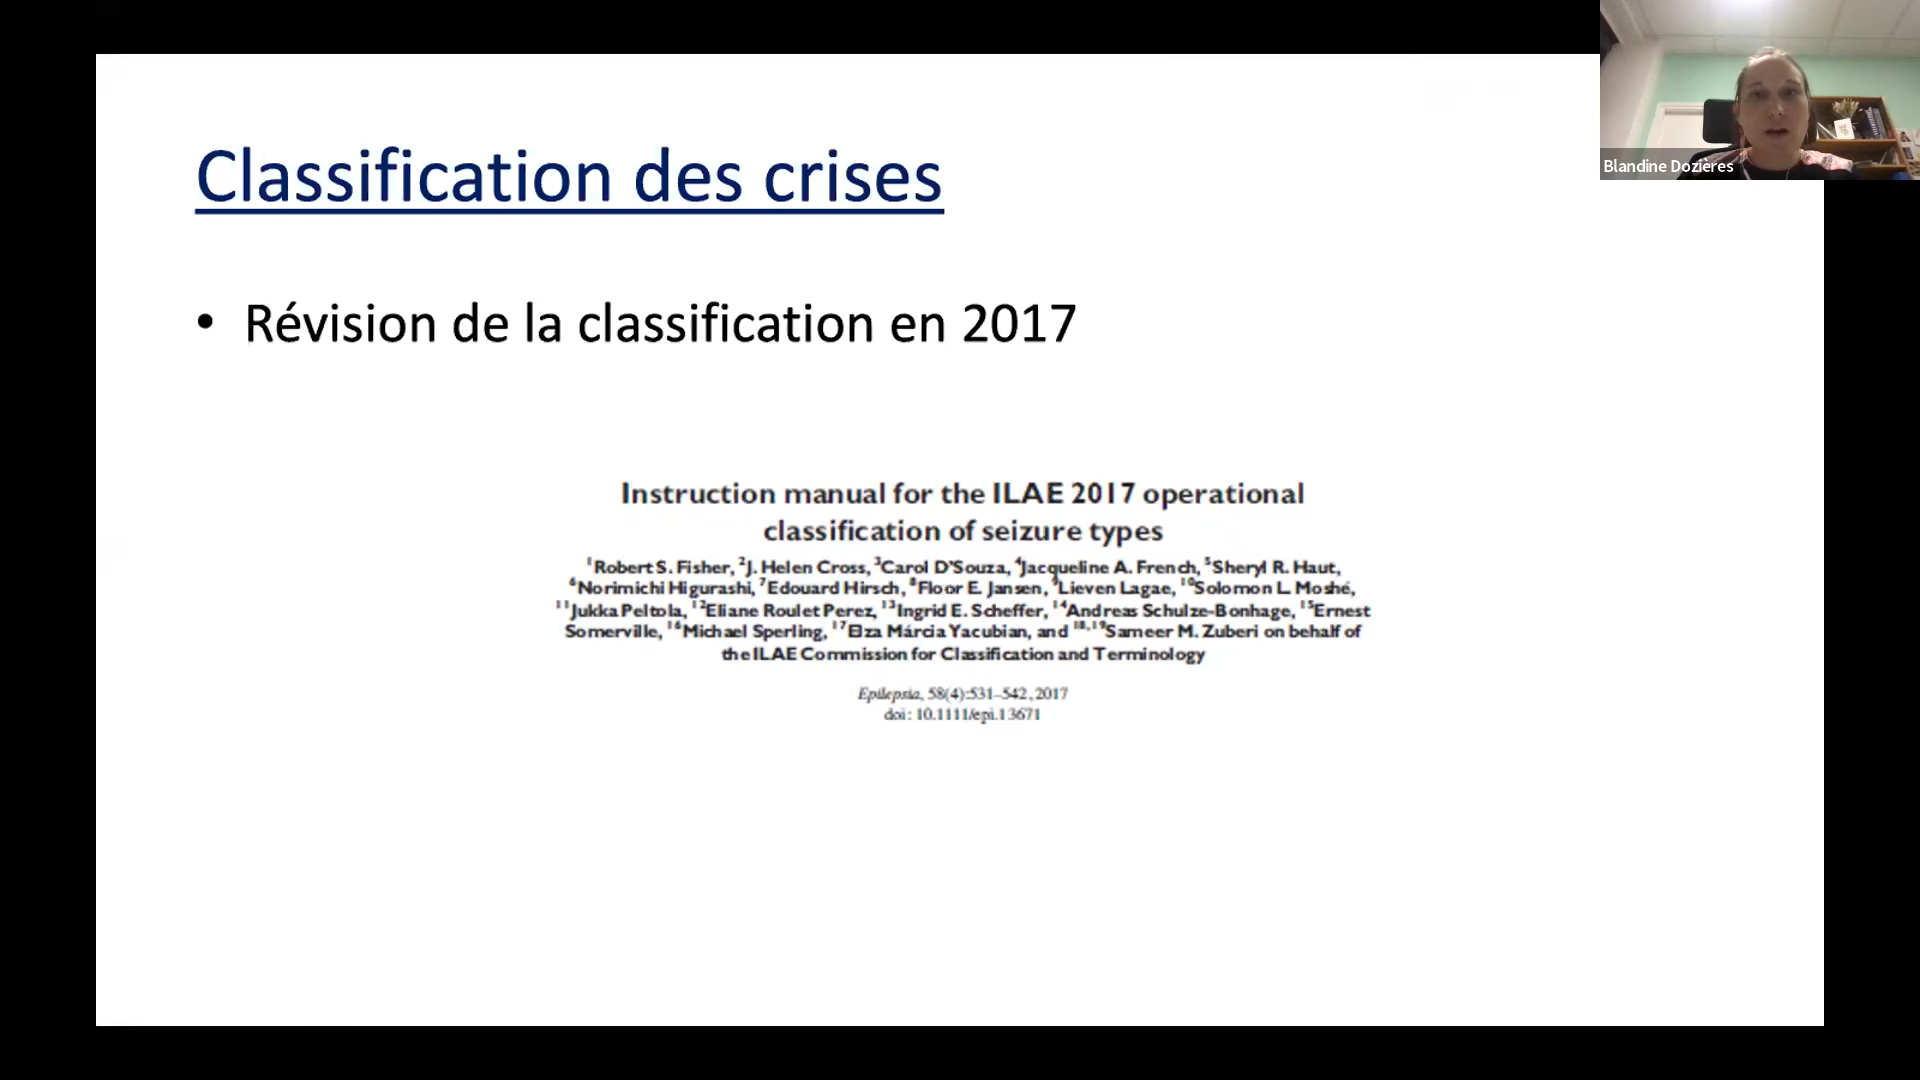 Classification des crises
Blandine Dozières
• Révision de la classification en 2017
Instruction manual for the ILAE 2017 operational
classification of seizure types
1Robert S. Fisher, 2J. Helen Cross, 3Carol D'Souza, 4Jacqueline A. French, 5Sheryl R. Haut,
6Norimichi Higurashi, 7Edouard Hirsch, 8Floor E. Jansen, 9Lieven Lagae, 10Solomon L. Moshé,
11Jukka Peltola, 12Eliane Roulet Perez, 13Ingrid E. Scheffer, 14Andreas Schulze-Bonhage, 15Ernest
Somerville, 16Michael Sperling, 17Elza Márcia Yacubian, and 18,19Sameer M. Zuberi on behalf of
the ILAE Commission for Classification and Terminology
Epilepsia, 58(4):531–542, 2017
doi: 10.1111/epi.13671